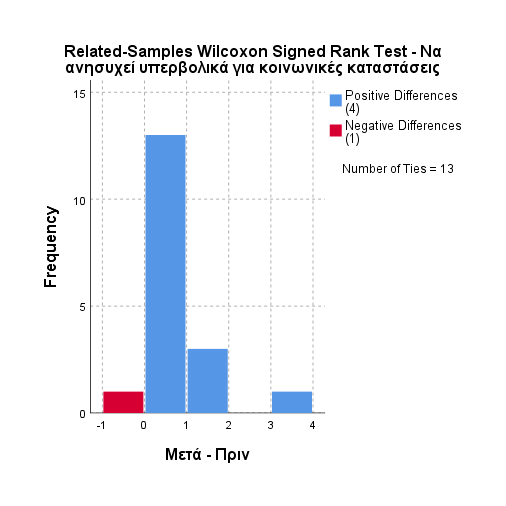 Related-Samples Wilcoxon Signed Rank Test - Να
ανησυχεί υπερβολικά για κοινωνικές καταστάσεις
Positive Differences
(4)
Negative Differences
(1)
Number of Ties = 13
Frequency
15
10
5
0
-1 0 1 2 3 4
Μετά - Πριν